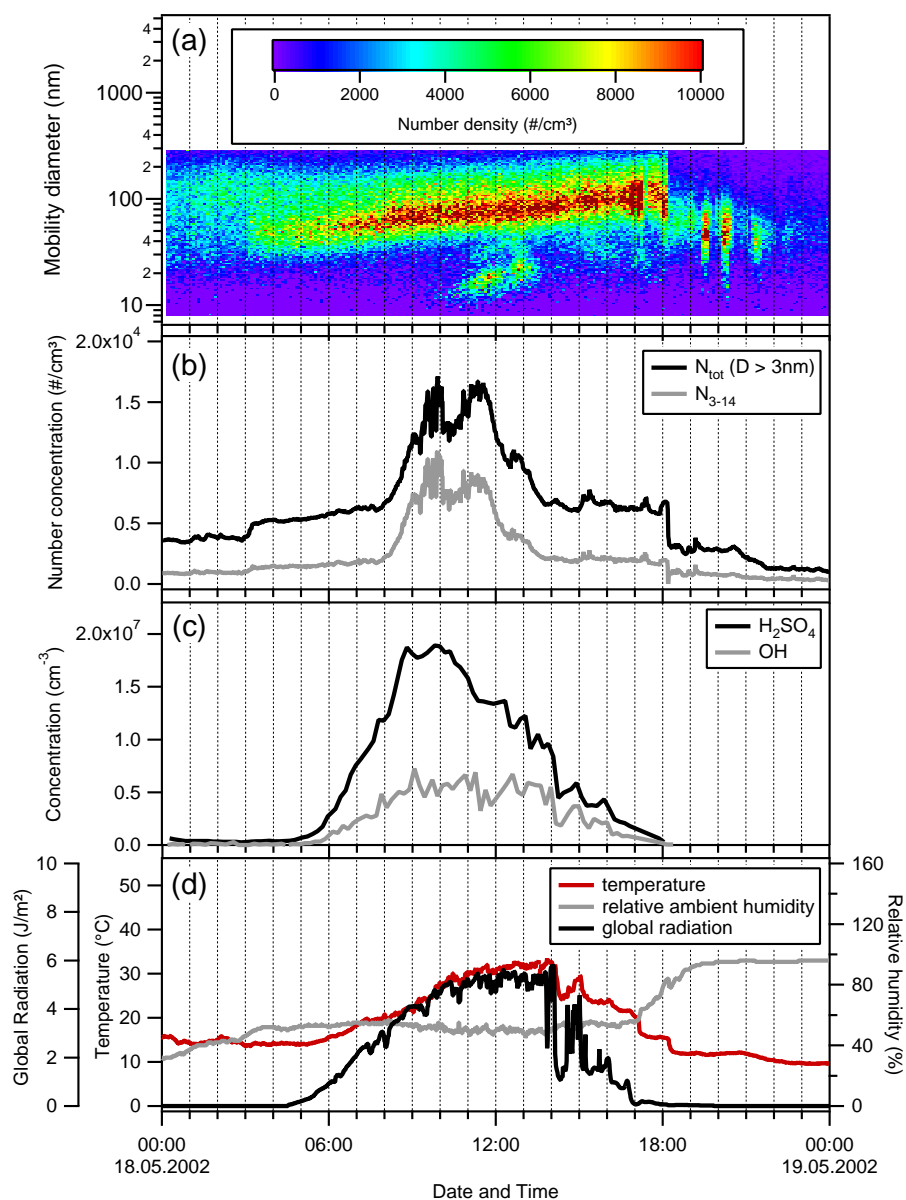 (a)
0 2000 4000 6000 8000 10000
Number density (#/cm³)
Mobility diameter (nm)
4
2
1000
4
2
100
4
2
10
(b)
N_tot (D > 3nm)
N_3-14
Number concentration (#/cm³)
2.0x10^4
1.5
1.0
0.5
0.0
(c)
H_2SO_4
OH
Concentration (cm^-3)
2.0x10^7
1.5
1.0
0.5
0.0
(d)
temperature
relative ambient humidity
global radiation
Global Radiation (J/m²)
10
8
6
4
2
0
Temperature (°C)
50
40
30
20
10
0
Relative humidity (%)
160
120
80
40
0
00:00 06:00 12:00 18:00 00:00
18.05.2002 19.05.2002
Date and Time